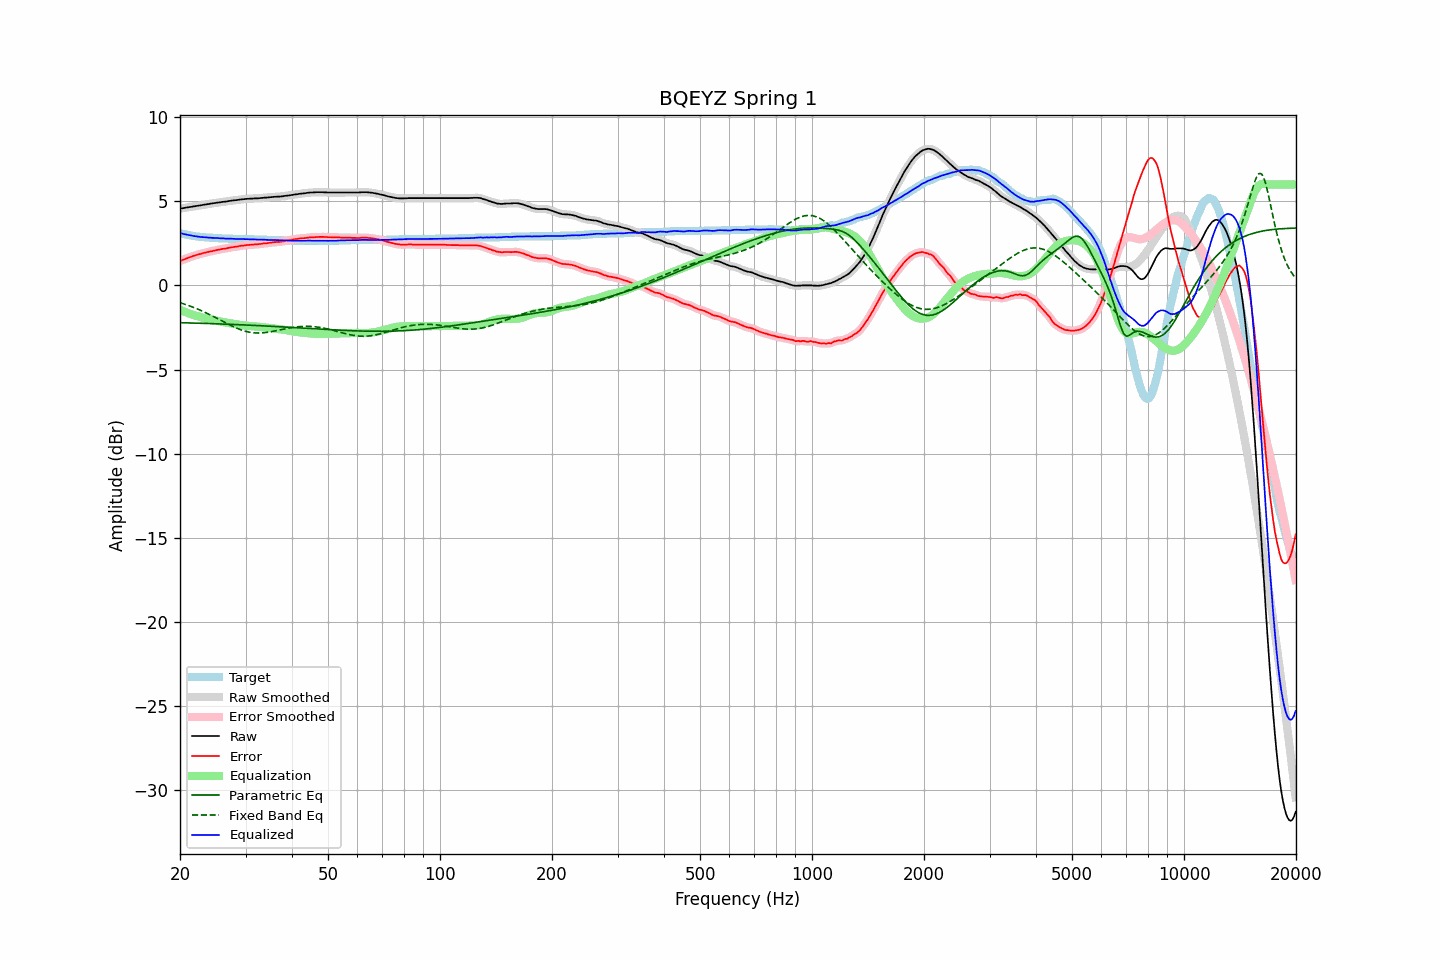 BQEYZ Spring 1
10
5
0
−5
−10
−15
−20
−25
−30
Amplitude (dBr)
20
50
100
200
500
1000
2000
5000
10000
20000
Frequency (Hz)
Target
Raw Smoothed
Error Smoothed
Raw
Error
Equalization
Parametric Eq
Fixed Band Eq
Equalized